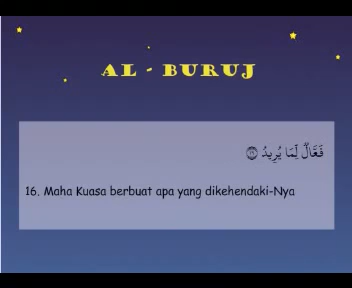 AL - BURUJ
فَعَّالٌ لِّمَا يُرِيدُ ۝١٦
16. Maha Kuasa berbuat apa yang dikehendaki-Nya